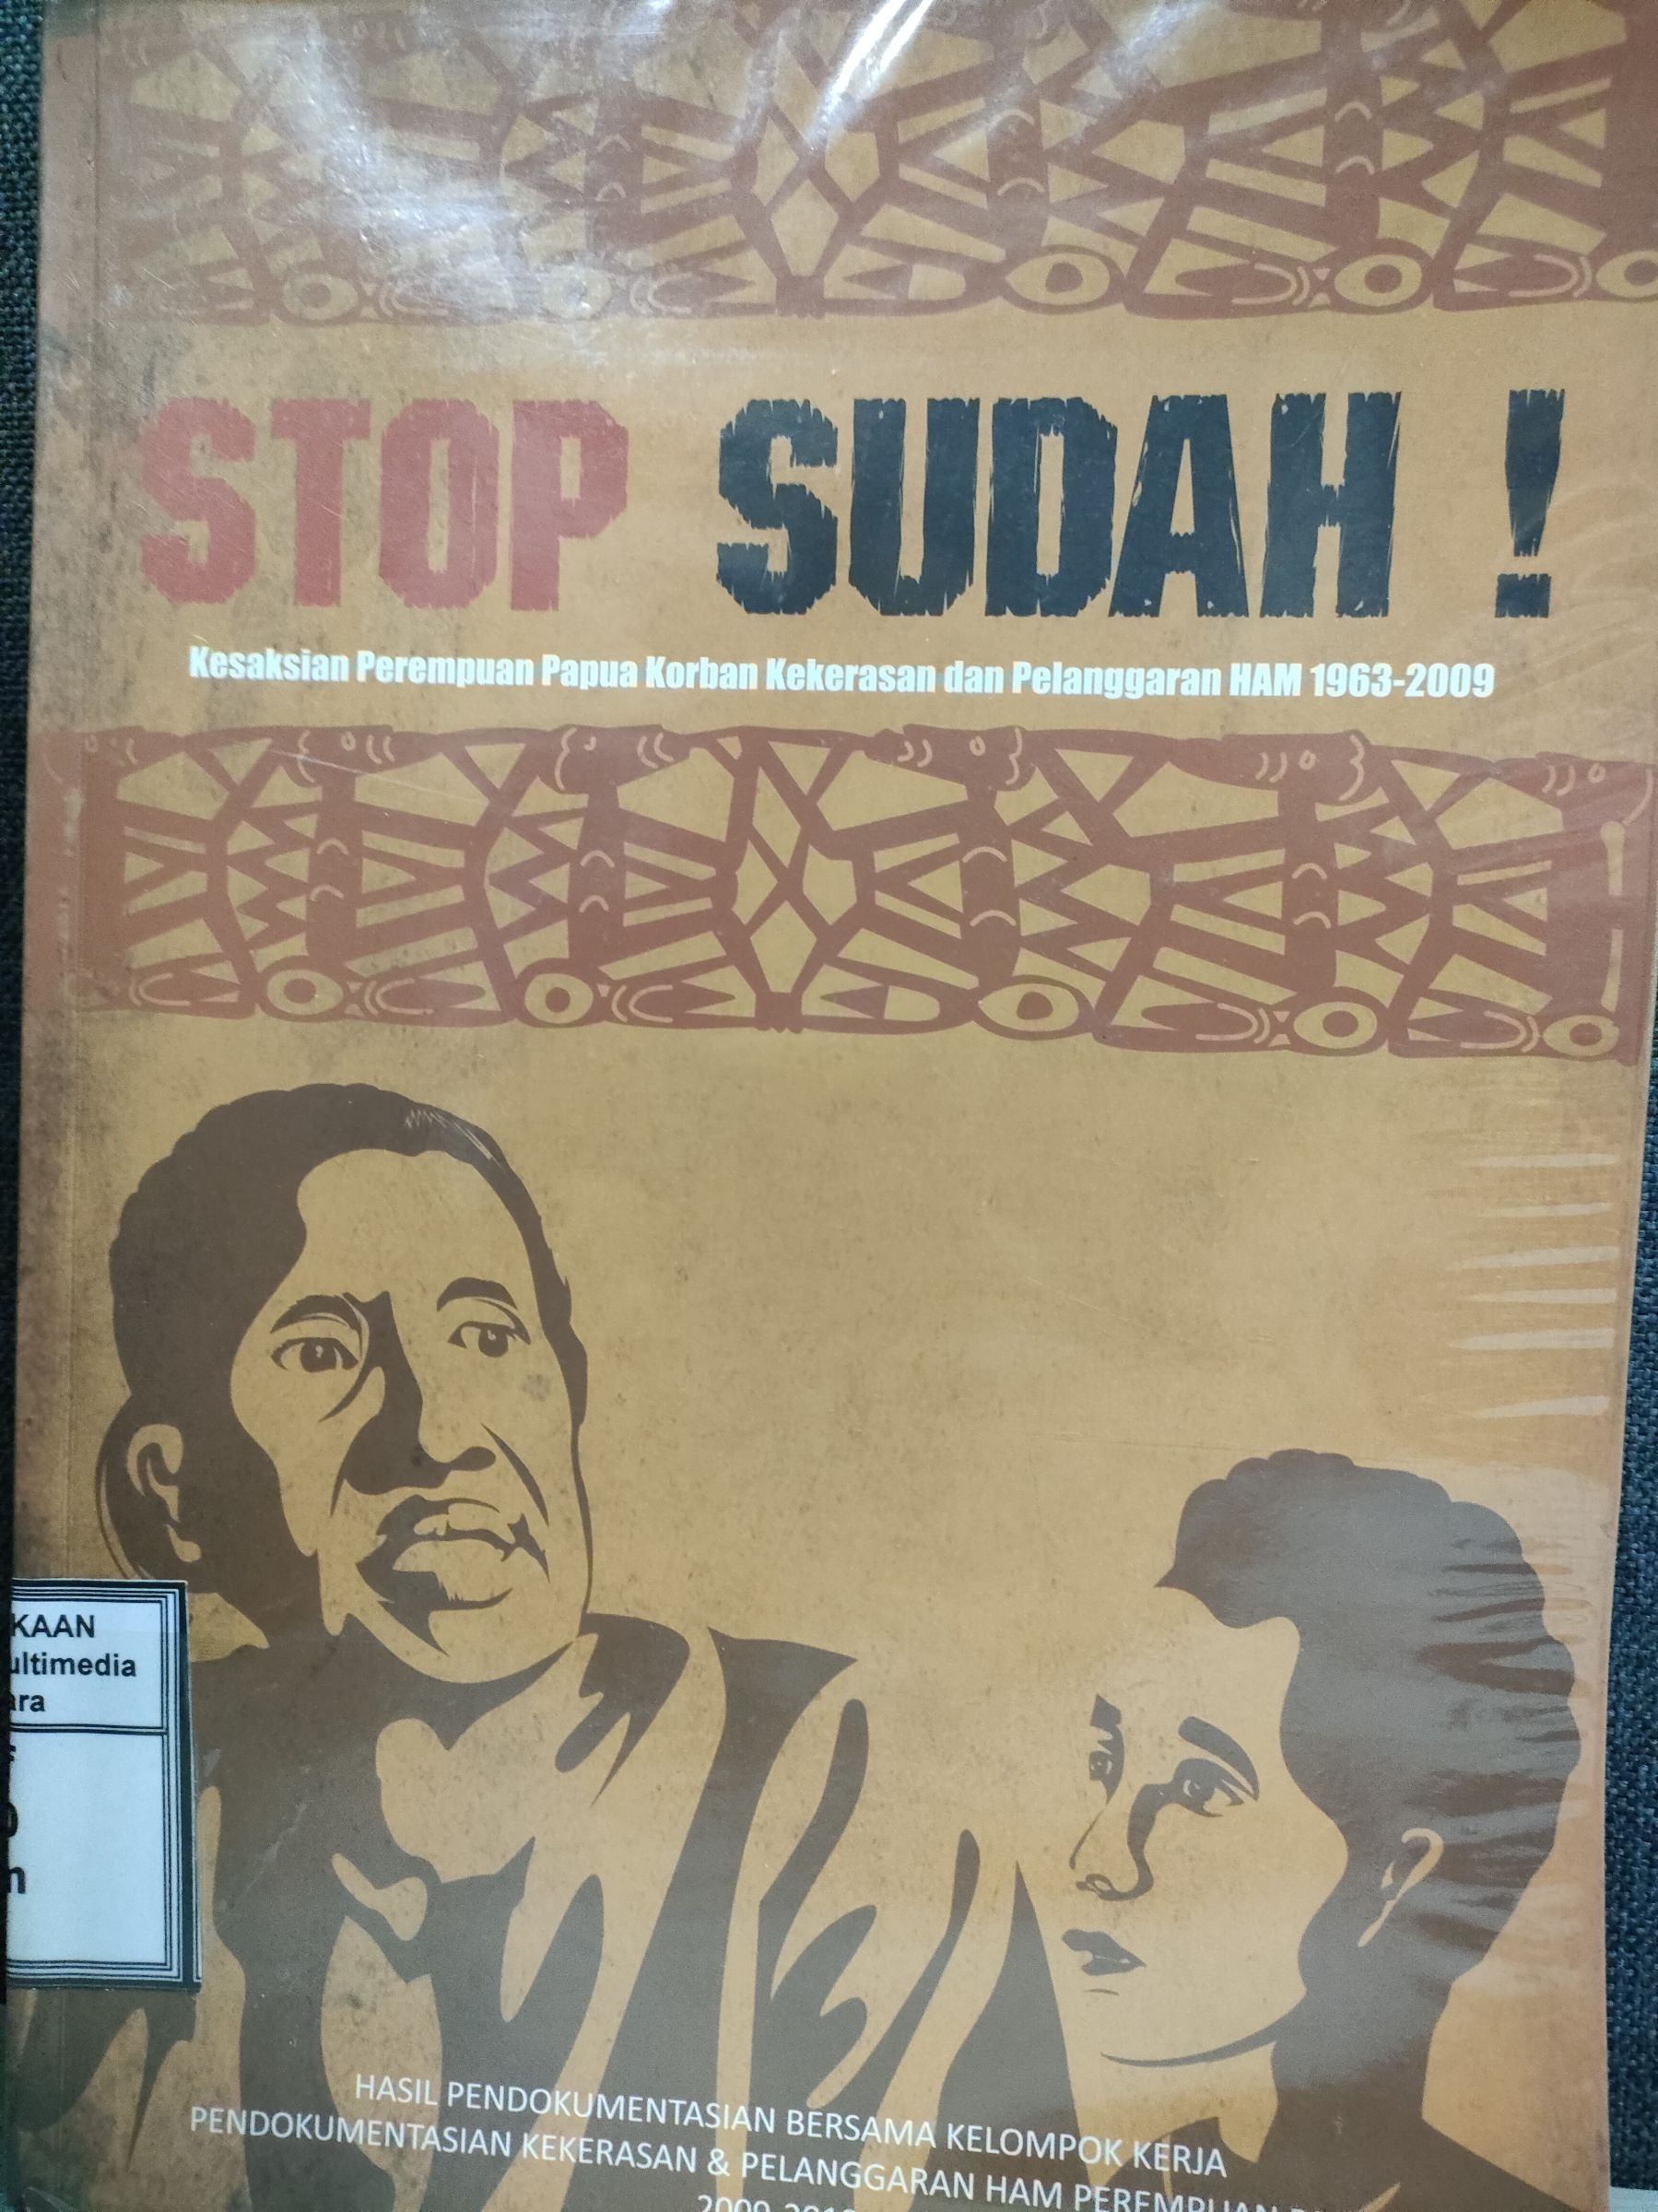 STOP SUDAH !
Kesaksian Perempuan Papua Korban Kekerasan dan Pelanggaran HAM 1963-2009
KAAN
ultimedia
ara
HASIL PENDOKUMENTASIAN BERSAMA KELOMPOK KERJA
PENDOKUMENTASIAN KEKERASAN & PELANGGARAN HAM PEREMPUAN